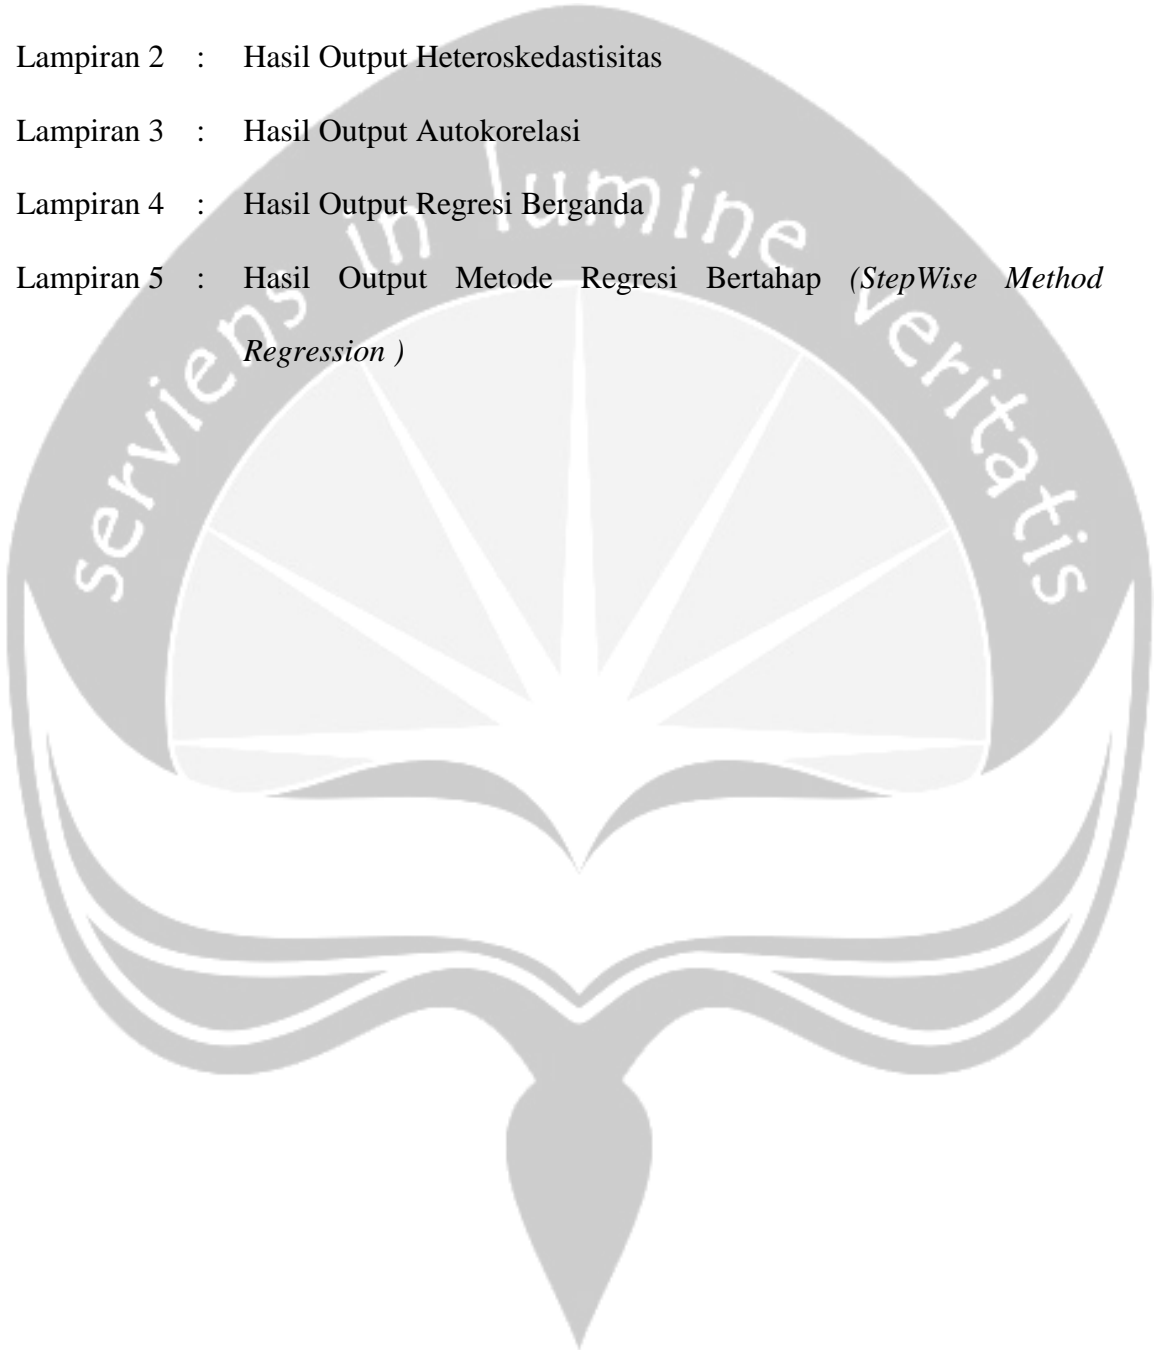 Lampiran 2 : Hasil Output Heteroskedastisitas
Lampiran 3 : Hasil Output Autokorelasi
Lampiran 4 : Hasil Output Regresi Berganda
Lampiran 5 : Hasil Output Metode Regresi Bertahap (StepWise Method
Regression )
serviens in lumine veritatis